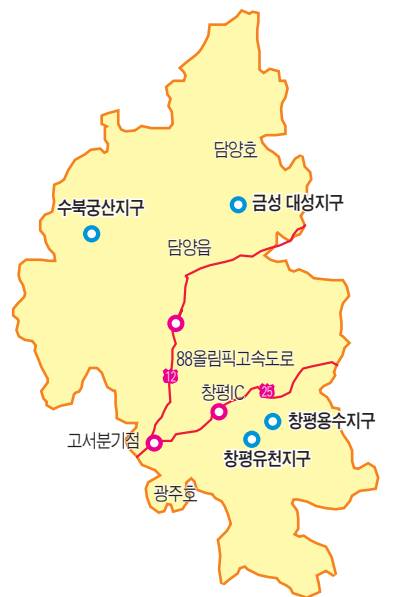 담양호
수북궁산지구
금성 대성지구
담양읍
88올림픽고속도로
12
창평IC
25
창평용수지구
고서분기점
창평유천지구
광주호